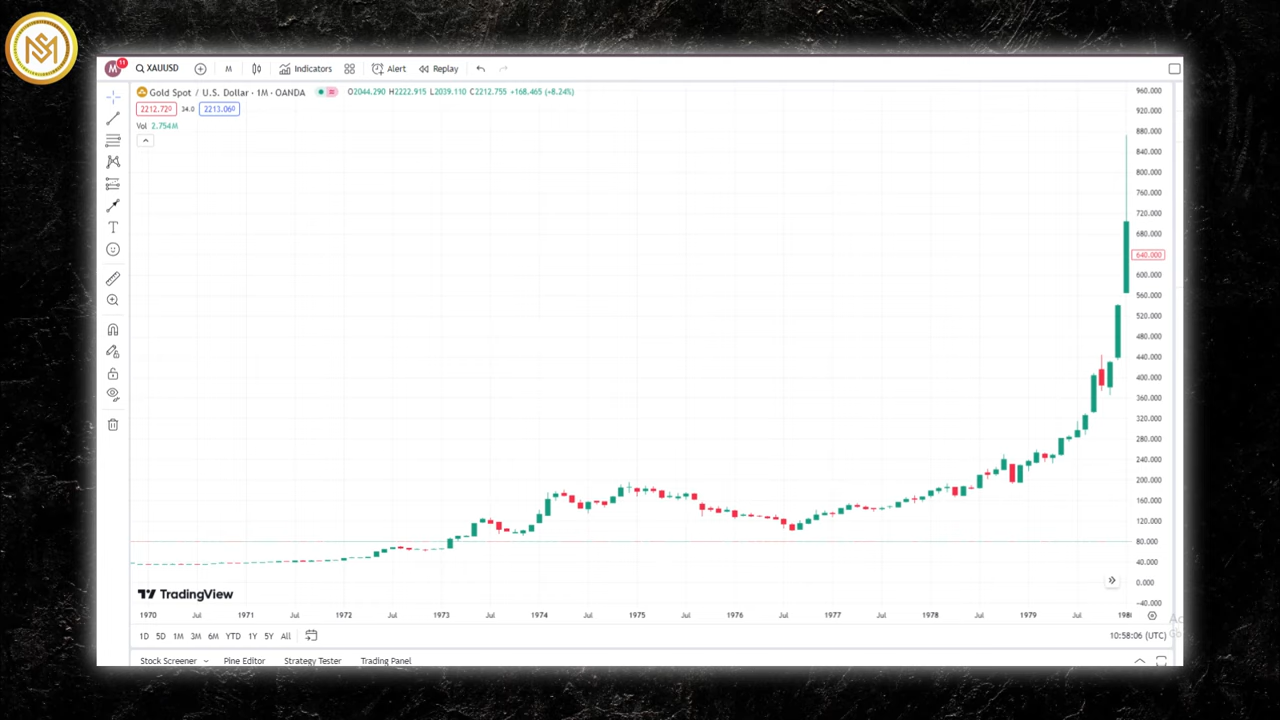 MS
M 11 XAUUSD M Indicators Alert Replay
Gold Spot / U.S. Dollar · 1M · OANDA O2044.290 H2222.915 L2039.110 C2212.755 +168.465 (+8.24%)
2212.720 34.0 2213.060
Vol 2.754M
960.000
920.000
880.000
840.000
800.000
760.000
720.000
680.000
640.000
600.000
560.000
520.000
480.000
440.000
400.000
360.000
320.000
280.000
240.000
200.000
160.000
120.000
80.000
40.000
0.000
−40.000
TradingView
1970 Jul 1971 Jul 1972 Jul 1973 Jul 1974 Jul 1975 Jul 1976 Jul 1977 Jul 1978 Jul 1979 Jul 198
1D 5D 1M 3M 6M YTD 1Y 5Y All 10:58:06 (UTC)
Stock Screener Pine Editor Strategy Tester Trading Panel